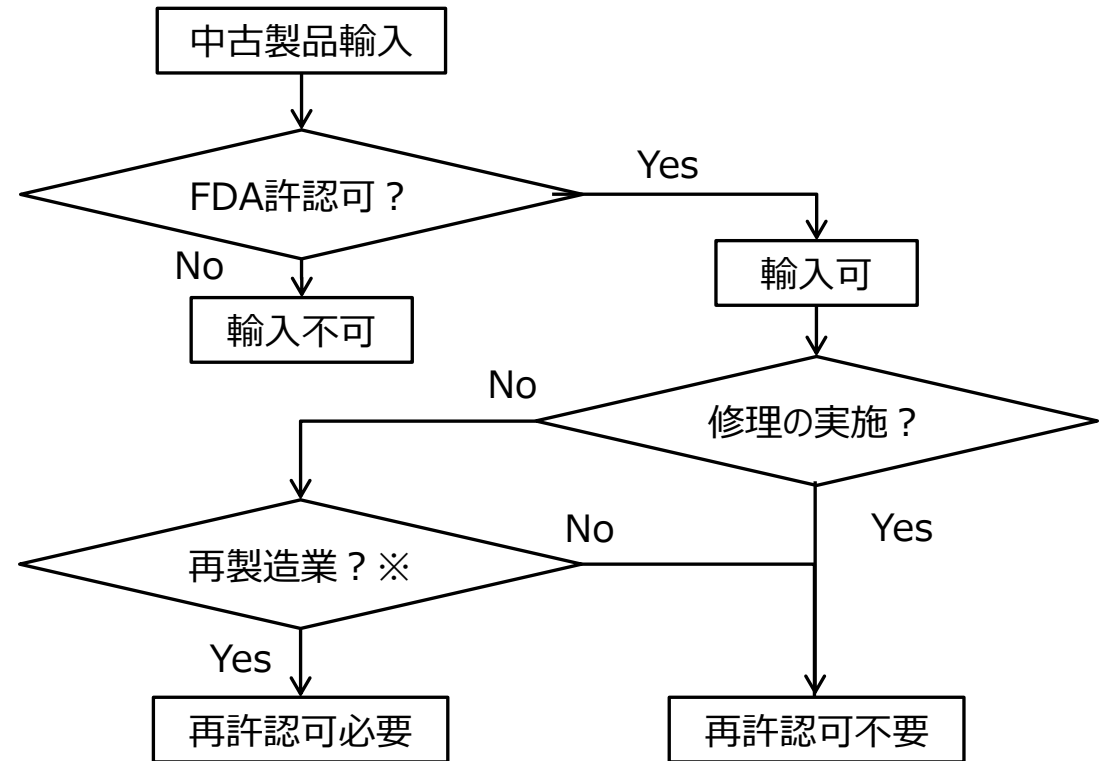 中古製品輸入
FDA許認可？
Yes
No
輸入可
輸入不可
No
修理の実施？
再製造業？※
No
Yes
Yes
再許認可必要
再許認可不要